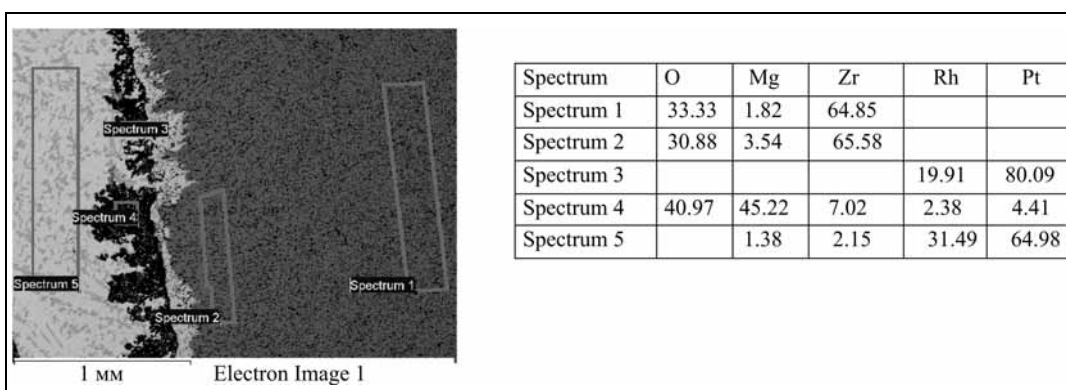 Spectrum 3
Spectrum 4
Spectrum 5
Spectrum 1
Spectrum 2
1 мм Electron Image 1
Spectrum O Mg Zr Rh Pt
Spectrum 1 33.33 1.82 64.85
Spectrum 2 30.88 3.54 65.58
Spectrum 3 19.91 80.09
Spectrum 4 40.97 45.22 7.02 2.38 4.41
Spectrum 5 1.38 2.15 31.49 64.98